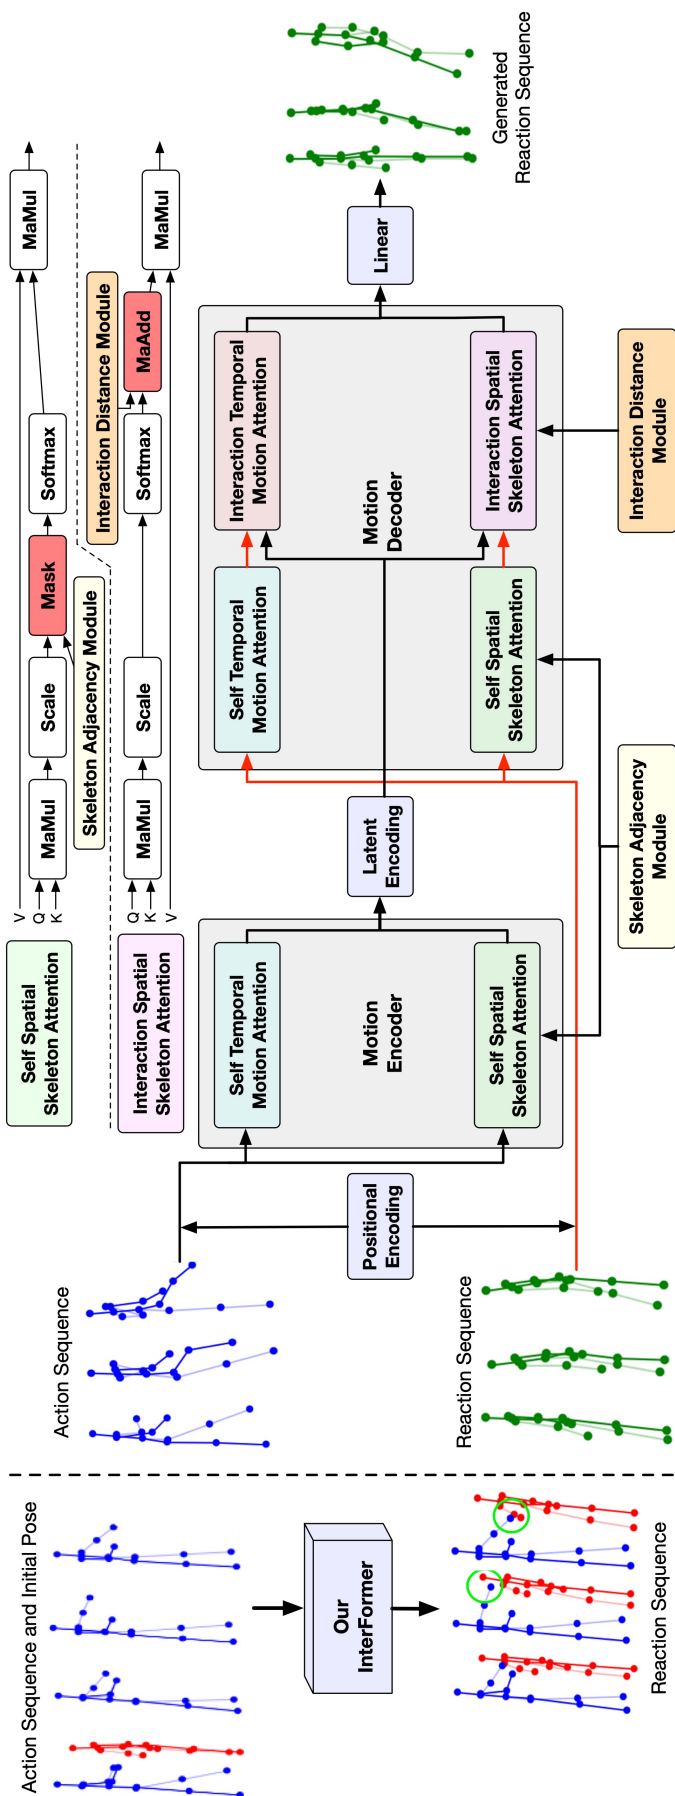 Action Sequence and Initial Pose
Our
InterFormer
Reaction Sequence
Action Sequence
Reaction Sequence
Positional
Encoding
Self Spatial
Skeleton Attention
V
Q
K
MaMul
Scale
Mask
Softmax
MaMul
Skeleton Adjacency Module
Interaction Spatial
Skeleton Attention
Q
K
V
MaMul
Scale
Softmax
MaAdd
MaMul
Interaction Distance Module
Self Temporal
Motion Attention
Motion
Encoder
Self Spatial
Skeleton Attention
Latent
Encoding
Self Temporal
Motion Attention
Self Spatial
Skeleton Attention
Motion
Decoder
Interaction Temporal
Motion Attention
Interaction Spatial
Skeleton Attention
Skeleton Adjacency
Module
Interaction Distance
Module
Linear
Generated
Reaction Sequence